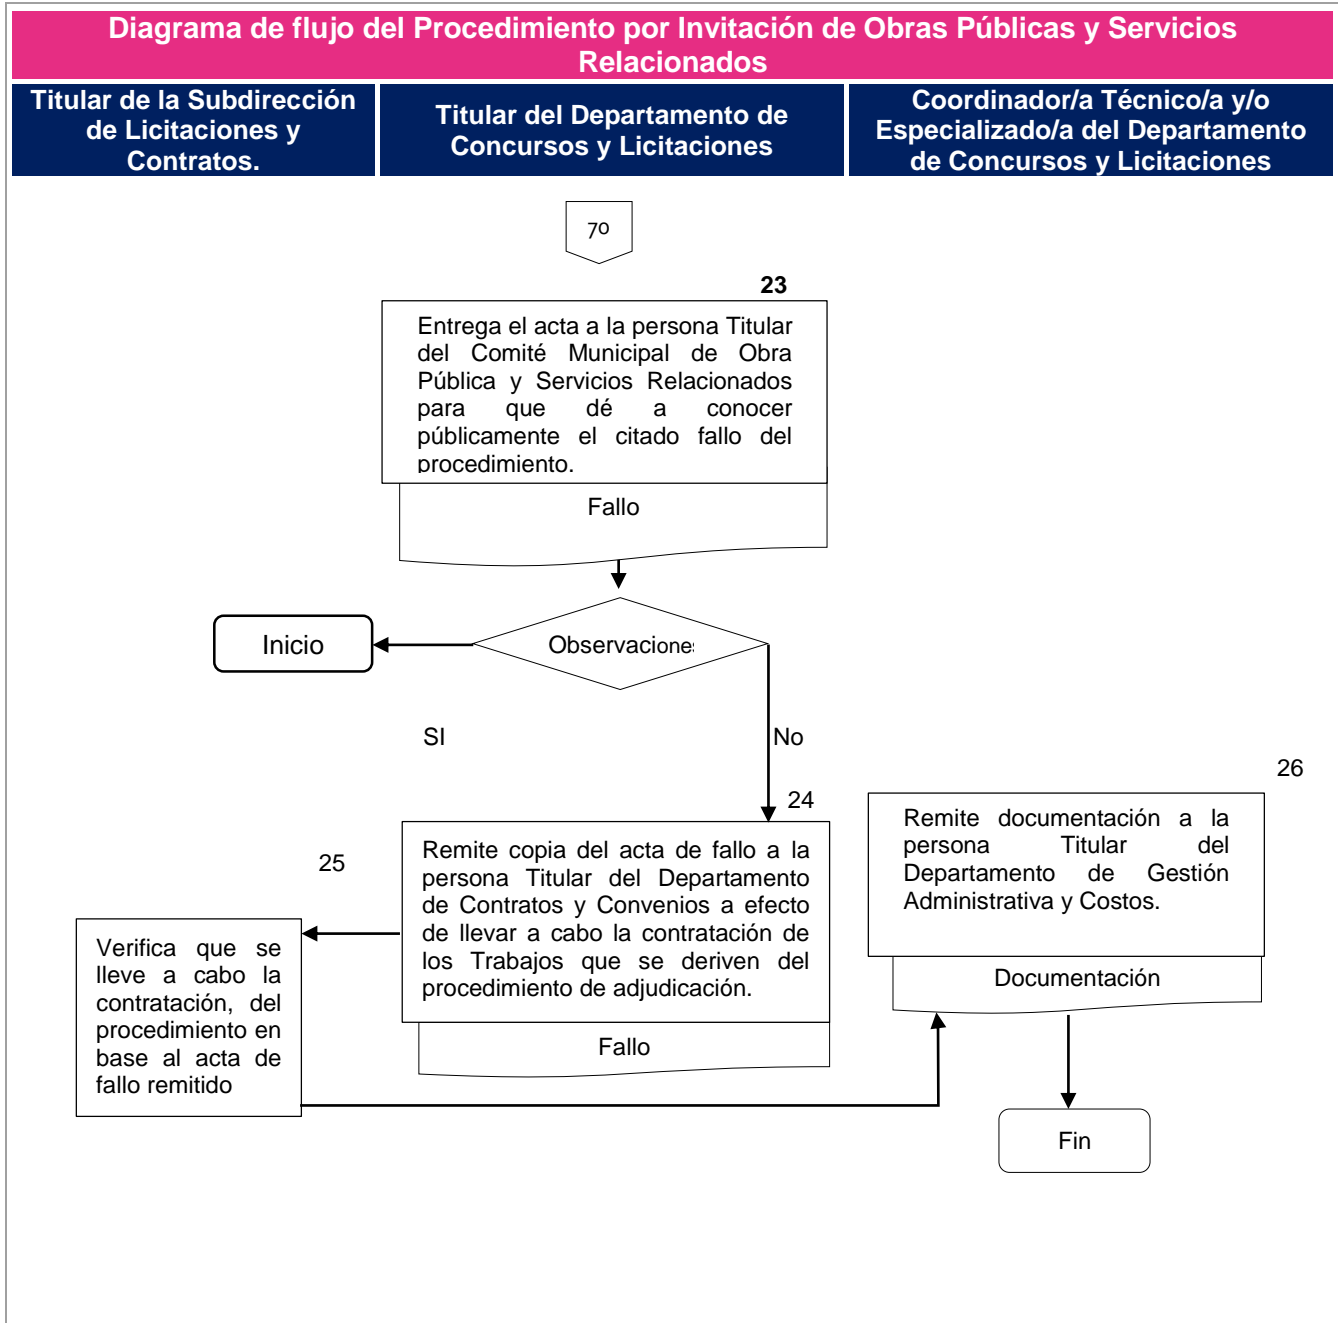 Diagrama de flujo del Procedimiento por Invitación de Obras Públicas y Servicios
Relacionados
Titular de la Subdirección
de Licitaciones y
Contratos.
Titular del Departamento de
Concursos y Licitaciones
Coordinador/a Técnico/a y/o
Especializado/a del Departamento
de Concursos y Licitaciones
70
23
Entrega el acta a la persona Titular
del Comité Municipal de Obra
Pública y Servicios Relacionados
para que dé a conocer
públicamente el citado fallo del
procedimiento.
Fallo
Inicio
Observaciones
SI
No
24
Remite copia del acta de fallo a la
persona Titular del Departamento
de Contratos y Convenios a efecto
de llevar a cabo la contratación de
los Trabajos que se deriven del
procedimiento de adjudicación.
Fallo
25
Verifica que se
lleve a cabo la
contratación, del
procedimiento en
base al acta de
fallo remitido
26
Remite documentación a la
persona Titular del
Departamento de Gestión
Administrativa y Costos.
Documentación
Fin